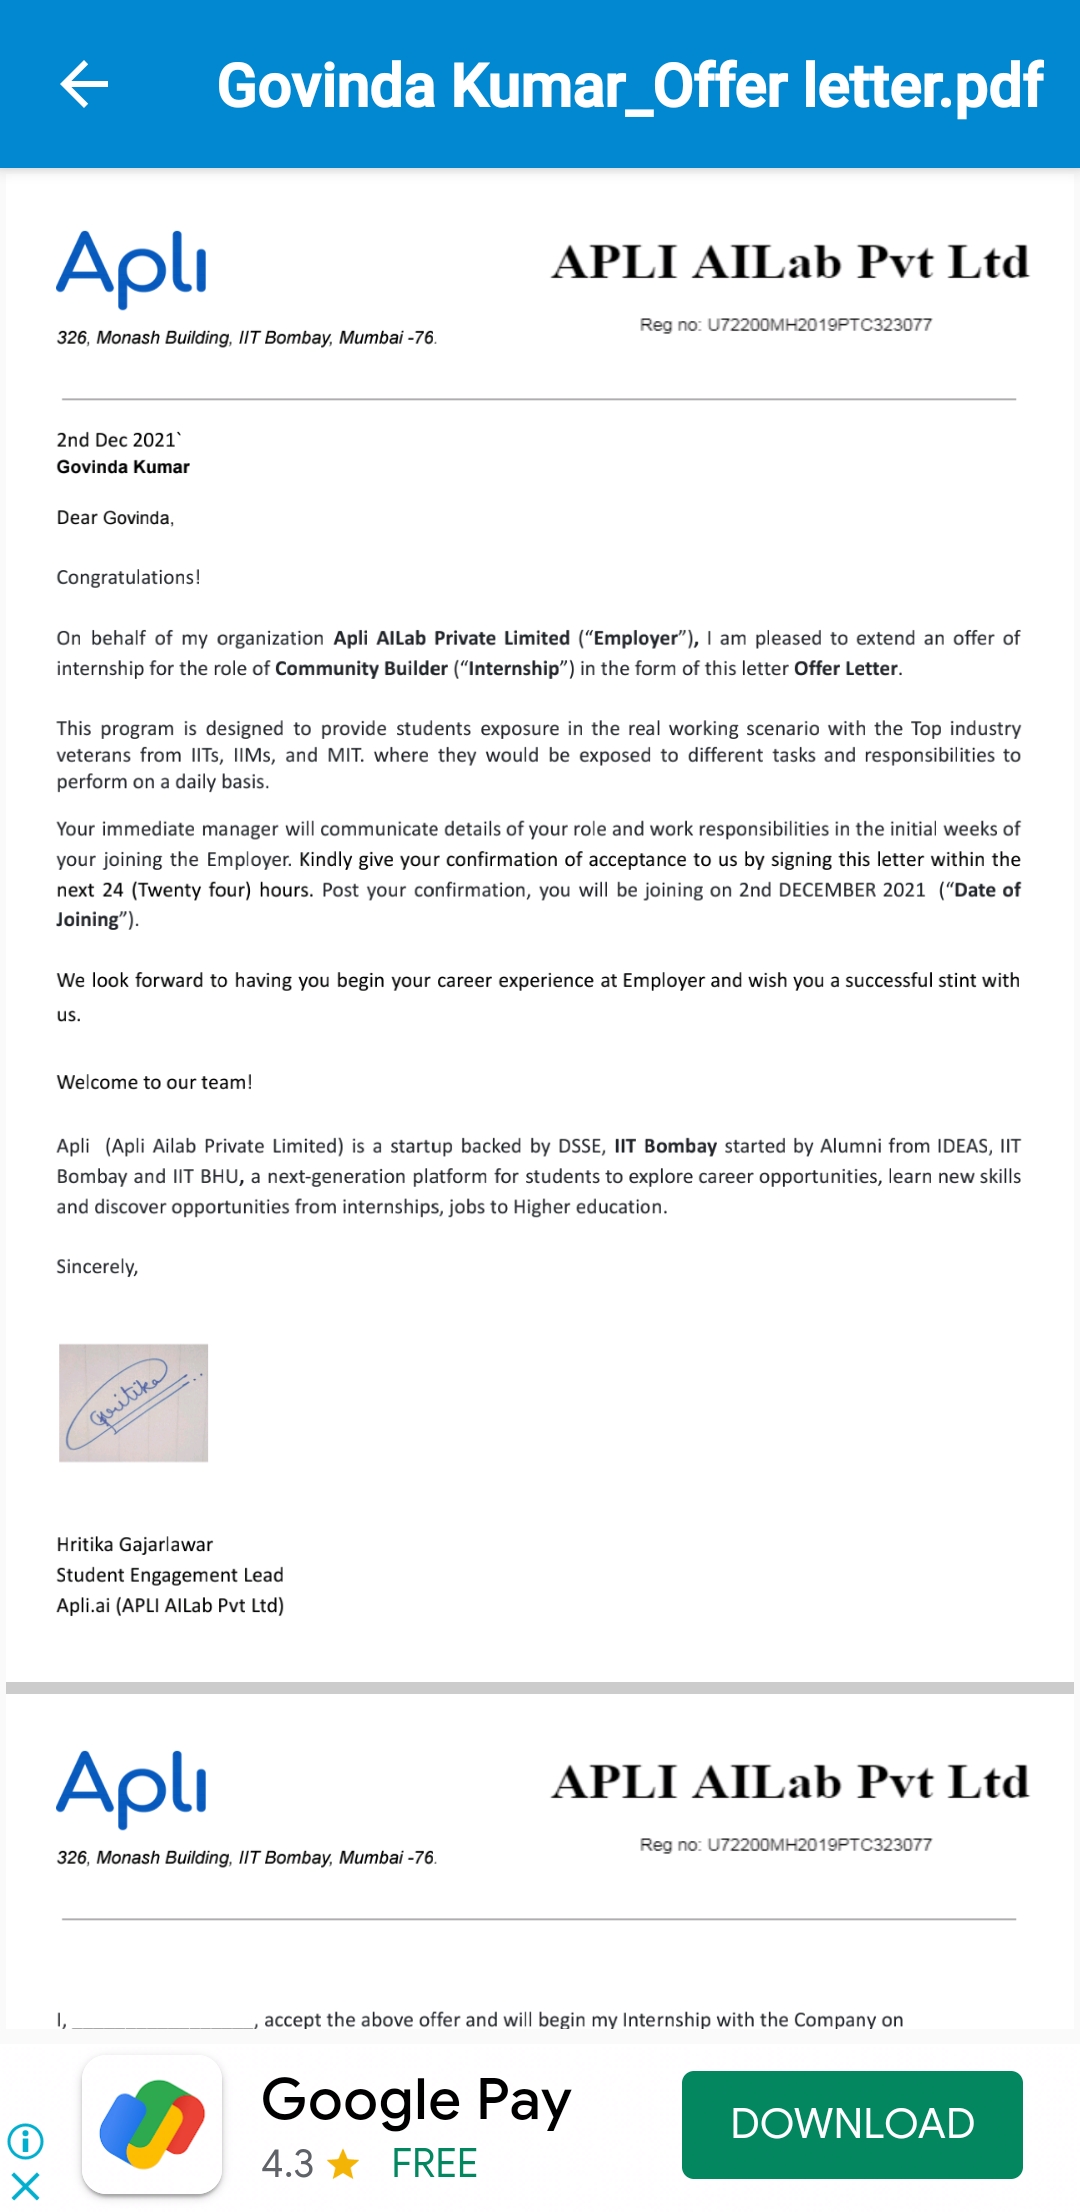 Govinda Kumar_Offer letter.pdf
Apli
APLI AILab Pvt Ltd
326, Monash Building, IIT Bombay, Mumbai -76.
Reg no: U72200MH2019PTC323077
2nd Dec 2021`
Govinda Kumar
Dear Govinda,
Congratulations!
On behalf of my organization Apli AILab Private Limited (“Employer”), I am pleased to extend an offer of
internship for the role of Community Builder (“Internship”) in the form of this letter Offer Letter.
This program is designed to provide students exposure in the real working scenario with the Top industry
veterans from IITs, IIMs, and MIT. where they would be exposed to different tasks and responsibilities to
perform on a daily basis.
Your immediate manager will communicate details of your role and work responsibilities in the initial weeks of
your joining the Employer. Kindly give your confirmation of acceptance to us by signing this letter within the
next 24 (Twenty four) hours. Post your confirmation, you will be joining on 2nd DECEMBER 2021 (“Date of
Joining”).
We look forward to having you begin your career experience at Employer and wish you a successful stint with
us.
Welcome to our team!
Apli (Apli Ailab Private Limited) is a startup backed by DSSE, IIT Bombay started by Alumni from IDEAS, IIT
Bombay and IIT BHU, a next-generation platform for students to explore career opportunities, learn new skills
and discover opportunities from internships, jobs to Higher education.
Sincerely,
Hritika
Hritika Gajarlawar
Student Engagement Lead
Apli.ai (APLI AILab Pvt Ltd)
Apli
APLI AILab Pvt Ltd
326, Monash Building, IIT Bombay, Mumbai -76.
Reg no: U72200MH2019PTC323077
I, _________________, accept the above offer and will begin my Internship with the Company on
Google Pay
4.3 ★ FREE
DOWNLOAD